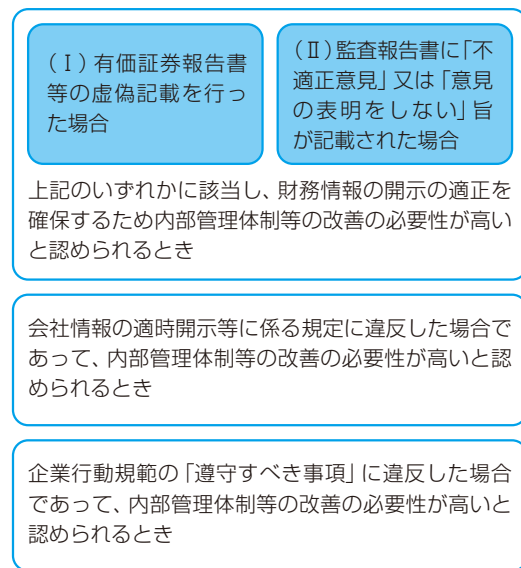 （Ⅰ）有価証券報告書
等の虚偽記載を行っ
た場合
（Ⅱ）監査報告書に「不
適正意見」又は「意見
の表明をしない」旨
が記載された場合
上記のいずれかに該当し、財務情報の開示の適正を
確保するため内部管理体制等の改善の必要性が高い
と認められるとき
会社情報の適時開示等に係る規定に違反した場合で
あって、内部管理体制等の改善の必要性が高いと認
められるとき
企業行動規範の「遵守すべき事項」に違反した場合
であって、内部管理体制等の改善の必要性が高いと
認められるとき